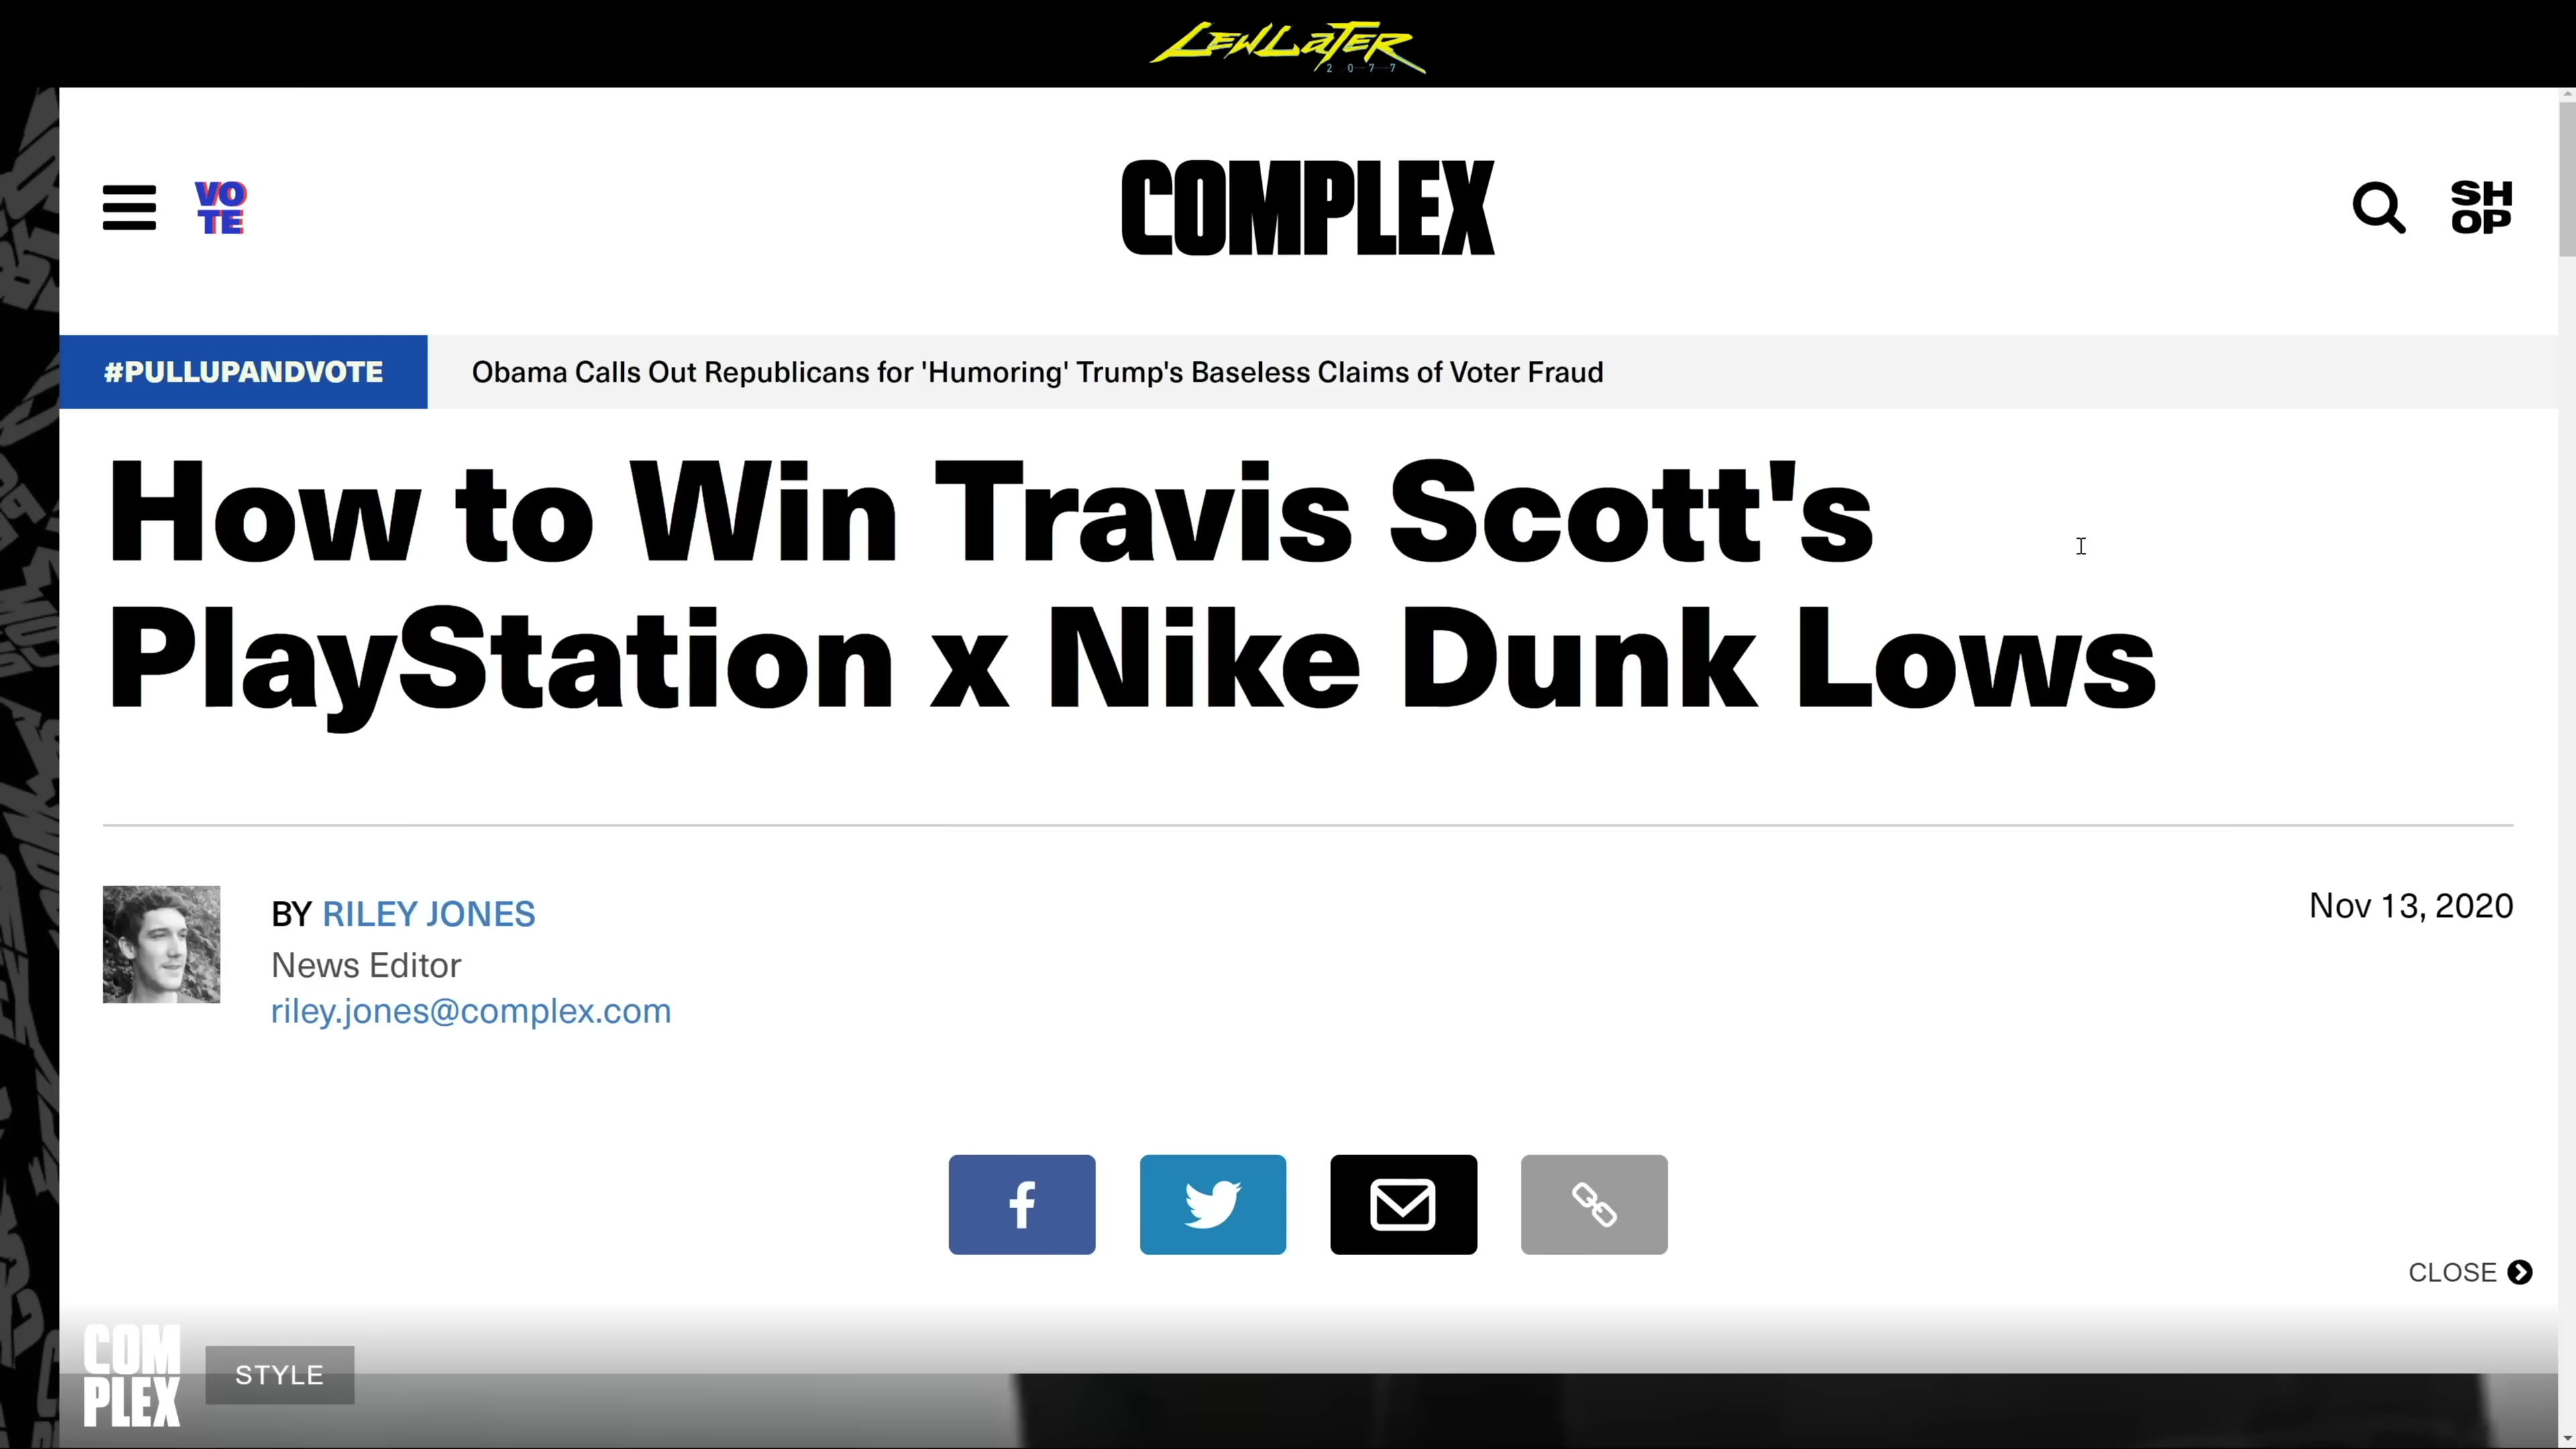 LEWLATER
2077
VO
TE
COMPLEX
SH
OP
#PULLUPANDVOTE
Obama Calls Out Republicans for 'Humoring' Trump's Baseless Claims of Voter Fraud
How to Win Travis Scott's
PlayStation x Nike Dunk Lows
BY RILEY JONES
News Editor
riley.jones@complex.com
Nov 13, 2020
CLOSE
COM
PLEX
STYLE